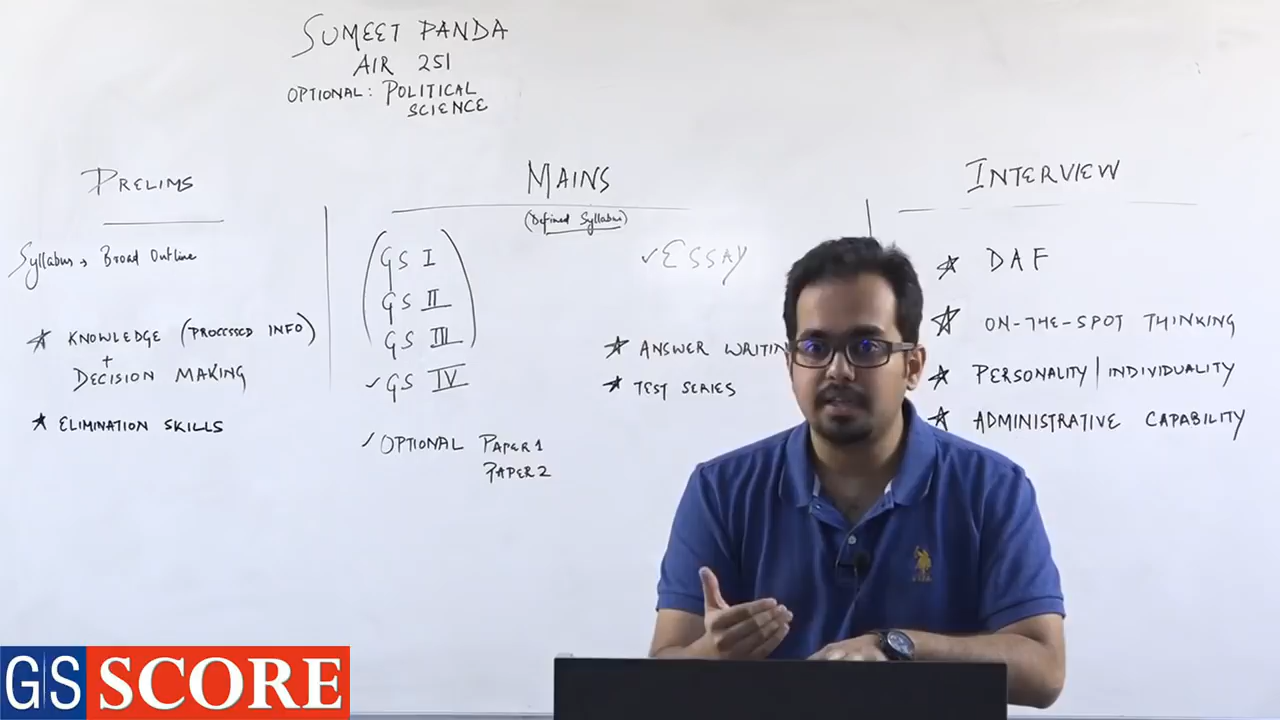 SUMEET PANDA
AIR 251
OPTIONAL: POLITICAL
SCIENCE
PRELIMS
Syllabus → Broad Outline
KNOWLEDGE (PROCESSED INFO)
+
DECISION MAKING
ELIMINATION SKILLS
MAINS
(Defined Syllabus)
GS I
GS II
GS III
✓ GS IV
✓ OPTIONAL PAPER 1
PAPER 2
✓ ESSAY
ANSWER WRITIN
TEST SERIES
INTERVIEW
DAF
ON-THE-SPOT THINKING
PERSONALITY | INDIVIDUALITY
ADMINISTRATIVE CAPABILITY
GS SCORE